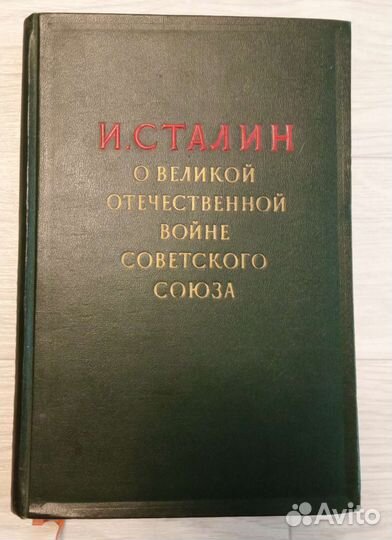 И.СТАЛИН
О ВЕЛИКОЙ
ОТЕЧЕСТВЕННОЙ
ВОЙНЕ
СОВЕТСКОГО
СОЮЗА
Avito